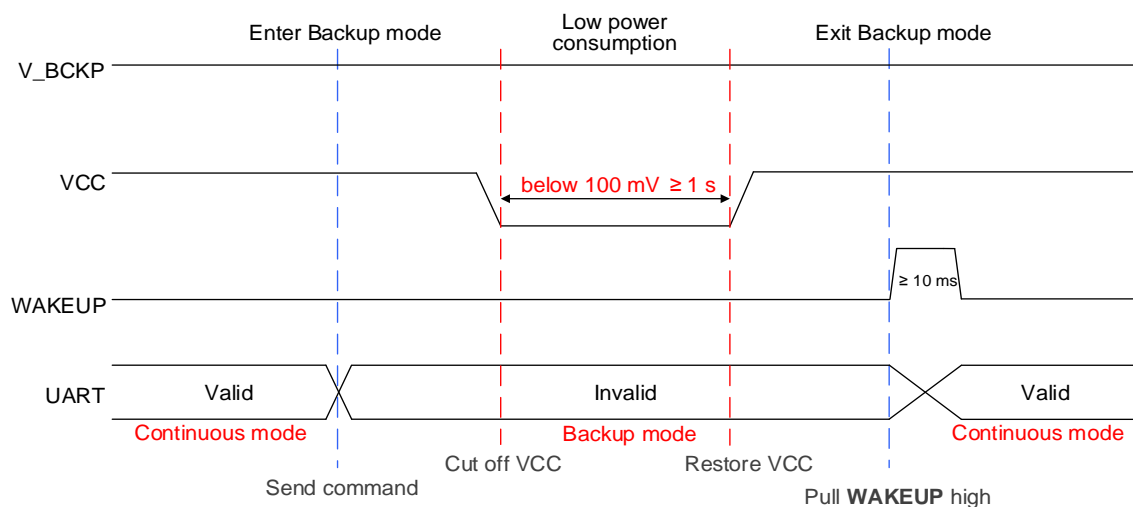 Enter Backup mode
Low power
consumption
Exit Backup mode
V_BCKP
VCC
below 100 mV ≥ 1 s
WAKEUP
≥ 10 ms
UART
Valid
Invalid
Valid
Continuous mode
Backup mode
Continuous mode
Cut off VCC
Restore VCC
Send command
Pull WAKEUP high